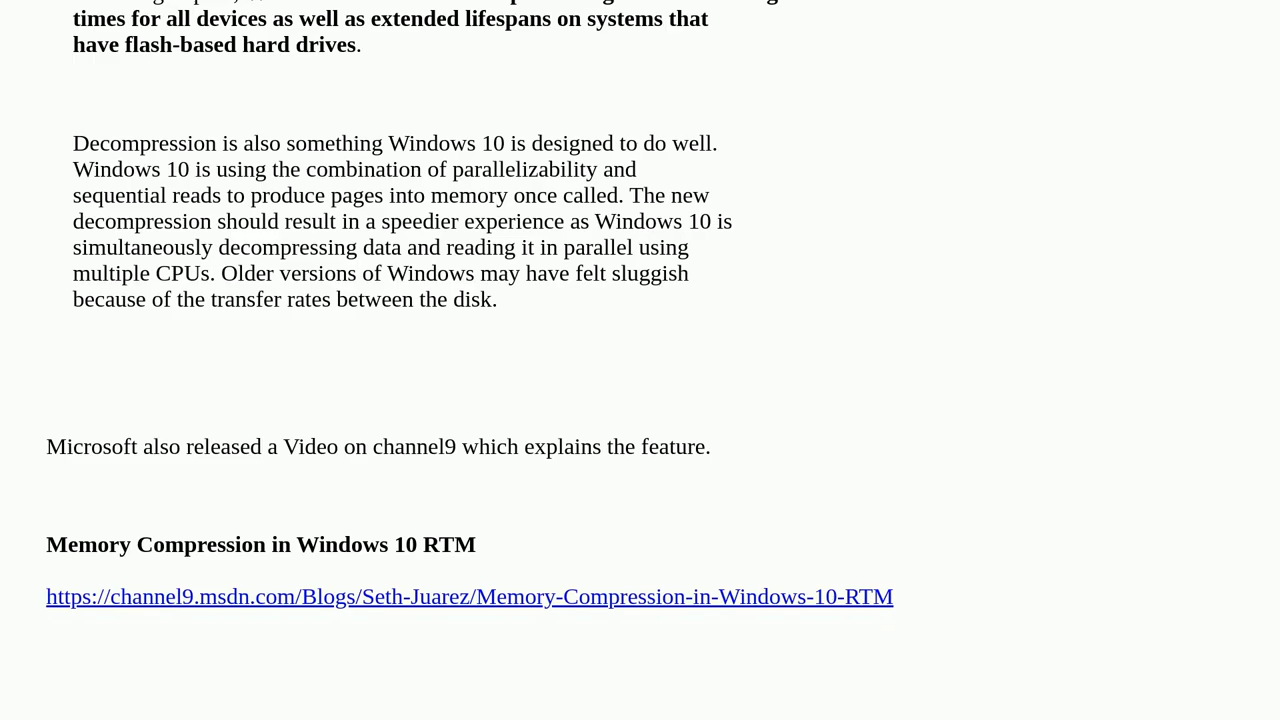 times for all devices as well as extended lifespans on systems that
have flash-based hard drives.
Decompression is also something Windows 10 is designed to do well.
Windows 10 is using the combination of parallelizability and
sequential reads to produce pages into memory once called. The new
decompression should result in a speedier experience as Windows 10 is
simultaneously decompressing data and reading it in parallel using
multiple CPUs. Older versions of Windows may have felt sluggish
because of the transfer rates between the disk.
Microsoft also released a Video on channel9 which explains the feature.
Memory Compression in Windows 10 RTM
https://channel9.msdn.com/Blogs/Seth-Juarez/Memory-Compression-in-Windows-10-RTM